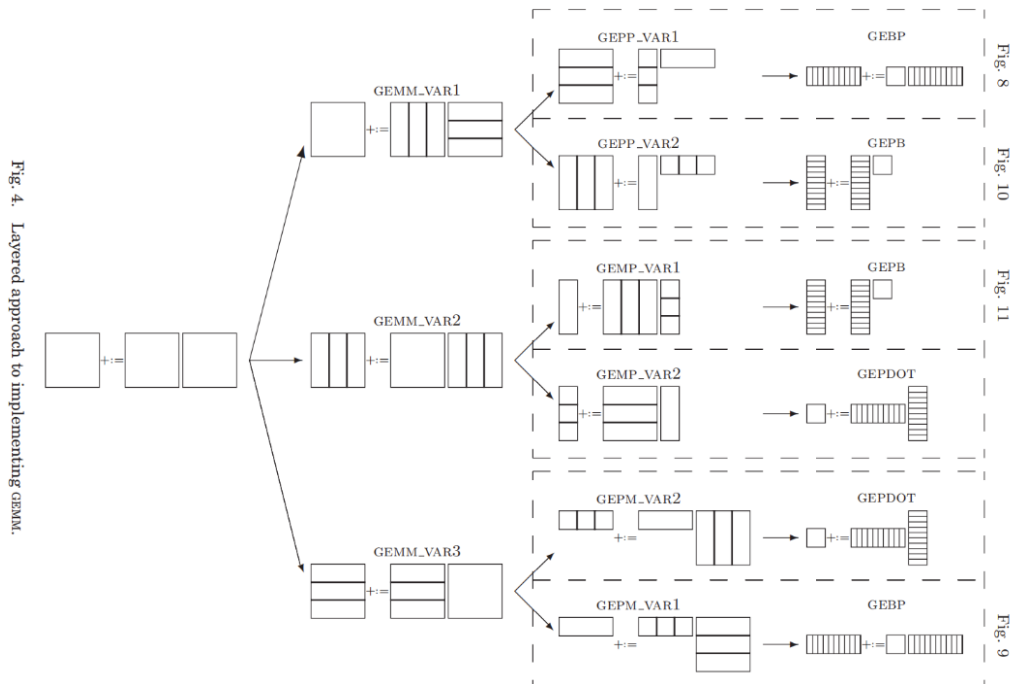 GEPP_VAR1
GEBP
Fig. 8
+:=
+:=
GEMM_VAR1
+:=
GEPP_VAR2
Fig. 10
+:=
+:=
GEMP_VAR1
GEPB
Fig. 11
+:=
+:=
GEMM_VAR2
+:=
+:=
GEMP_VAR2
GEPDOT
+:=
+:=
GEPM_VAR2
GEPDOT
+:=
+:=
GEMM_VAR3
+:=
GEPM_VAR1
GEBP
Fig. 9
+:=
+:=
GEPB
Fig. 4. Layered approach to implementing GEMM.